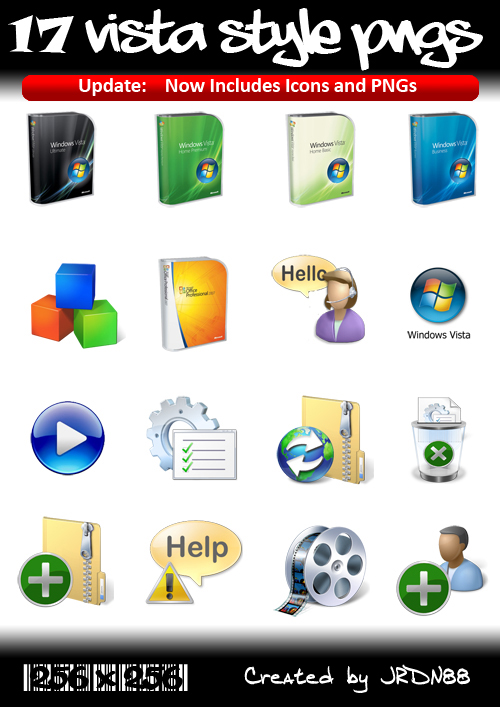 17 vista style pngs
Update: Now Includes Icons and PNGs
Windows Vista
Ultimate
Windows Vista
Home Premium
Windows Vista
Home Basic
Windows Vista
Business
Office
Professional
Hello
Windows Vista
Help
256 x 256
Created by JRDN88